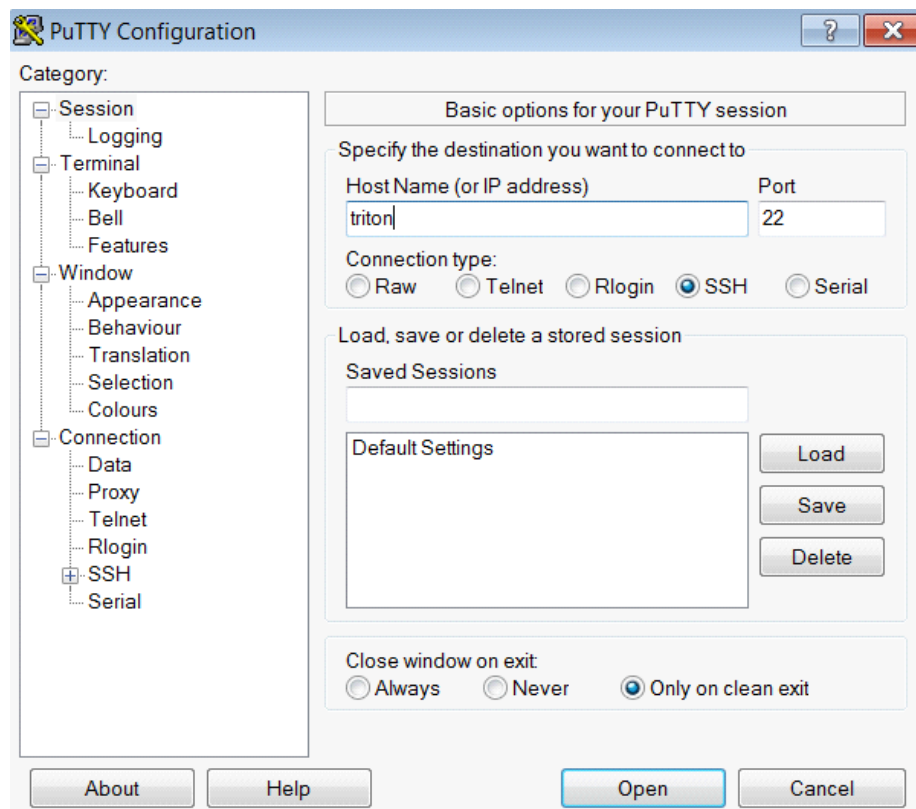 PuTTY Configuration
Category:
Session
Logging
Terminal
Keyboard
Bell
Features
Window
Appearance
Behaviour
Translation
Selection
Colours
Connection
Data
Proxy
Telnet
Rlogin
SSH
Serial
Basic options for your PuTTY session
Specify the destination you want to connect to
Host Name (or IP address) Port
triton 22
Connection type:
Raw Telnet Rlogin SSH Serial
Load, save or delete a stored session
Saved Sessions
Default Settings
Load
Save
Delete
Close window on exit:
Always Never Only on clean exit
About Help Open Cancel